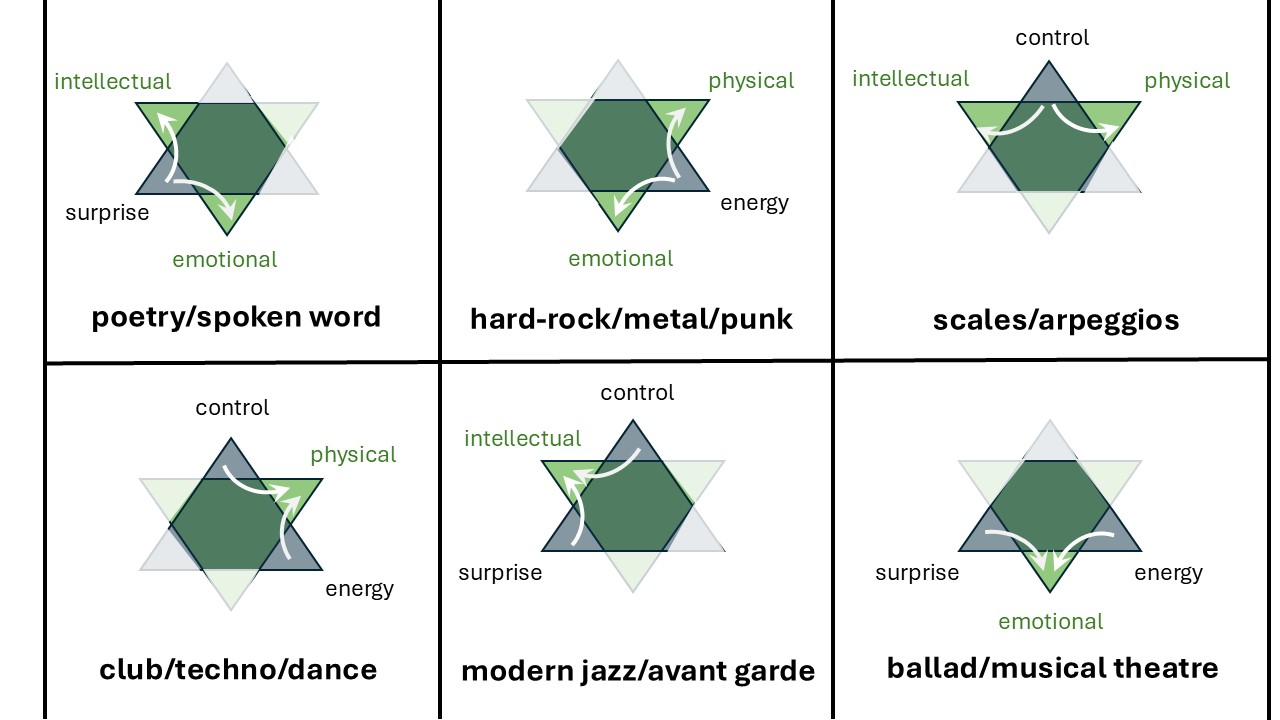 intellectual
surprise
emotional
poetry/spoken word
physical
energy
emotional
hard-rock/metal/punk
control
intellectual
physical
scales/arpeggios
control
physical
energy
club/techno/dance
control
intellectual
surprise
modern jazz/avant garde
surprise
energy
emotional
ballad/musical theatre